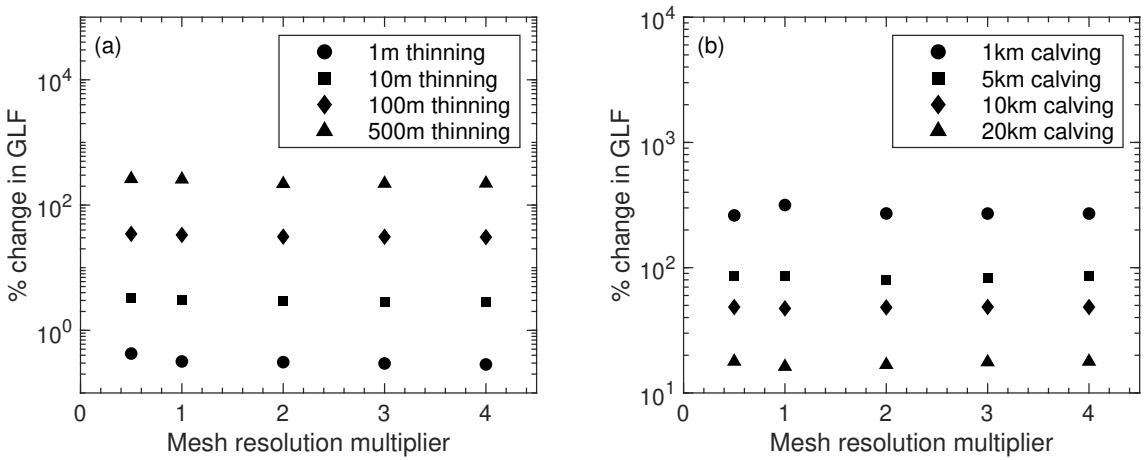 (a)
1m thinning
10m thinning
100m thinning
500m thinning
% change in GLF
10^4
10^2
10^0
0 1 2 3 4
Mesh resolution multiplier
(b)
1km calving
5km calving
10km calving
20km calving
% change in GLF
10^4
10^3
10^2
10^1
0 1 2 3 4
Mesh resolution multiplier